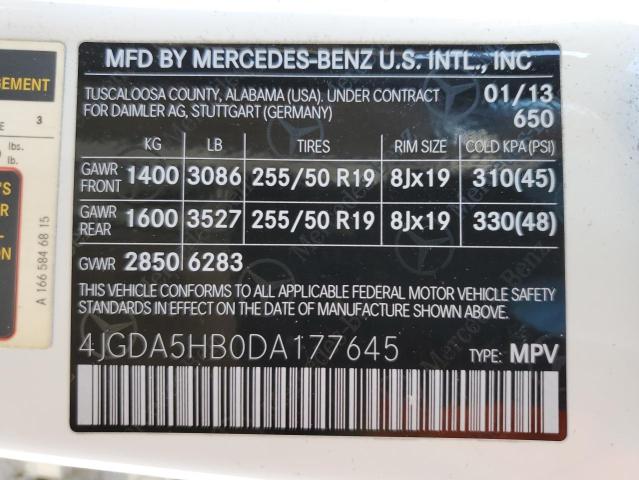 MFD BY MERCEDES-BENZ U.S. INTL., INC
TUSCALOOSA COUNTY, ALABAMA (USA). UNDER CONTRACT
FOR DAIMLER AG, STUTTGART (GERMANY)
01/13
650
KG LB TIRES RIM SIZE COLD KPA (PSI)
GAWR
FRONT 1400 3086 255/50 R19 8Jx19 310(45)
GAWR
REAR 1600 3527 255/50 R19 8Jx19 330(48)
GVWR 2850 6283
THIS VEHICLE CONFORMS TO ALL APPLICABLE FEDERAL MOTOR VEHICLE SAFETY
STANDARDS IN EFFECT ON THE DATE OF MANUFACTURE SHOWN ABOVE.
4JGDA5HB0DA177645
TYPE: MPV
3
lbs.
lb.
A 166 584 68 15